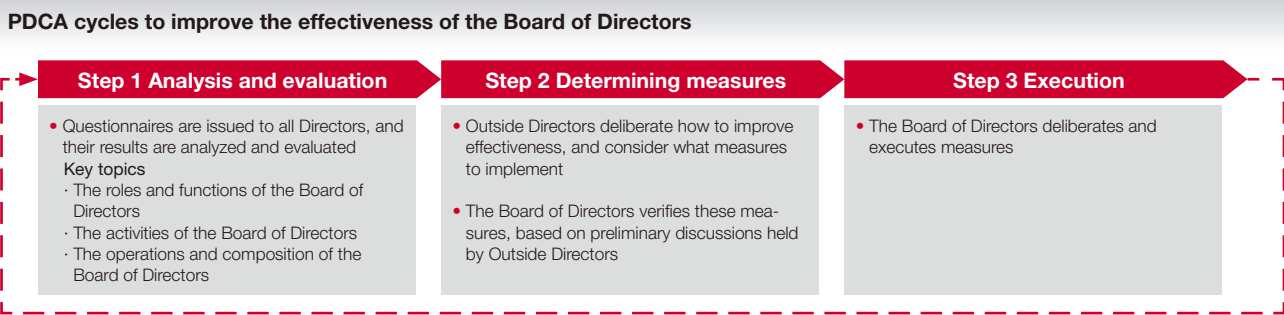 PDCA cycles to improve the effectiveness of the Board of Directors
Step 1 Analysis and evaluation
• Questionnaires are issued to all Directors, and
their results are analyzed and evaluated
Key topics
· The roles and functions of the Board of
Directors
· The activities of the Board of Directors
· The operations and composition of the
Board of Directors
Step 2 Determining measures
• Outside Directors deliberate how to improve
effectiveness, and consider what measures
to implement
• The Board of Directors verifies these mea-
sures, based on preliminary discussions held
by Outside Directors
Step 3 Execution
• The Board of Directors deliberates and
executes measures